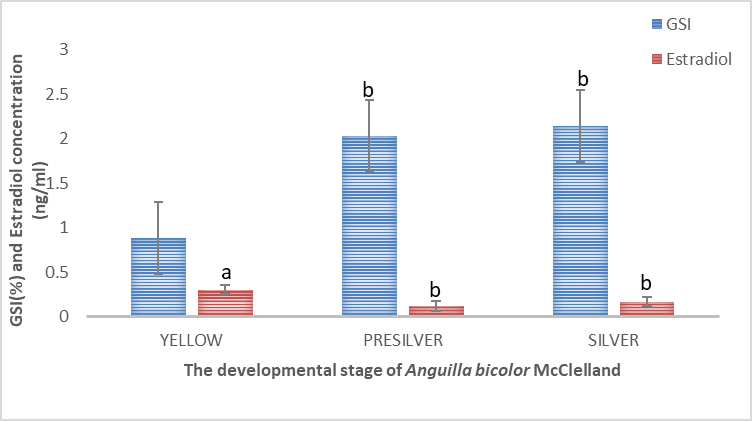 GSI
Estradiol
GSI(%) and Estradiol concentration
(ng/ml)
3
2.5
2
1.5
1
0.5
0
a
b
b
b
b
YELLOW
PRESILVER
SILVER
The developmental stage of Anguilla bicolor McClelland